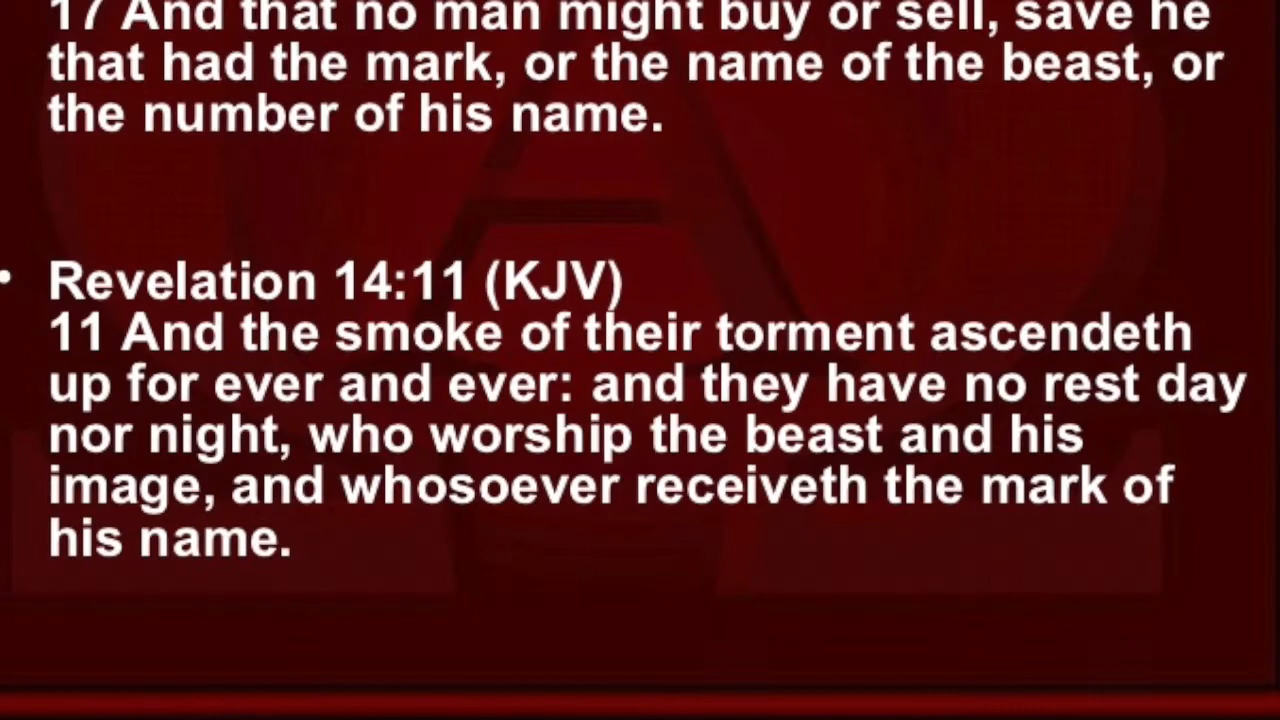 17 And that no man might buy or sell, save he
that had the mark, or the name of the beast, or
the number of his name.
• Revelation 14:11 (KJV)
11 And the smoke of their torment ascendeth
up for ever and ever: and they have no rest day
nor night, who worship the beast and his
image, and whosoever receiveth the mark of
his name.